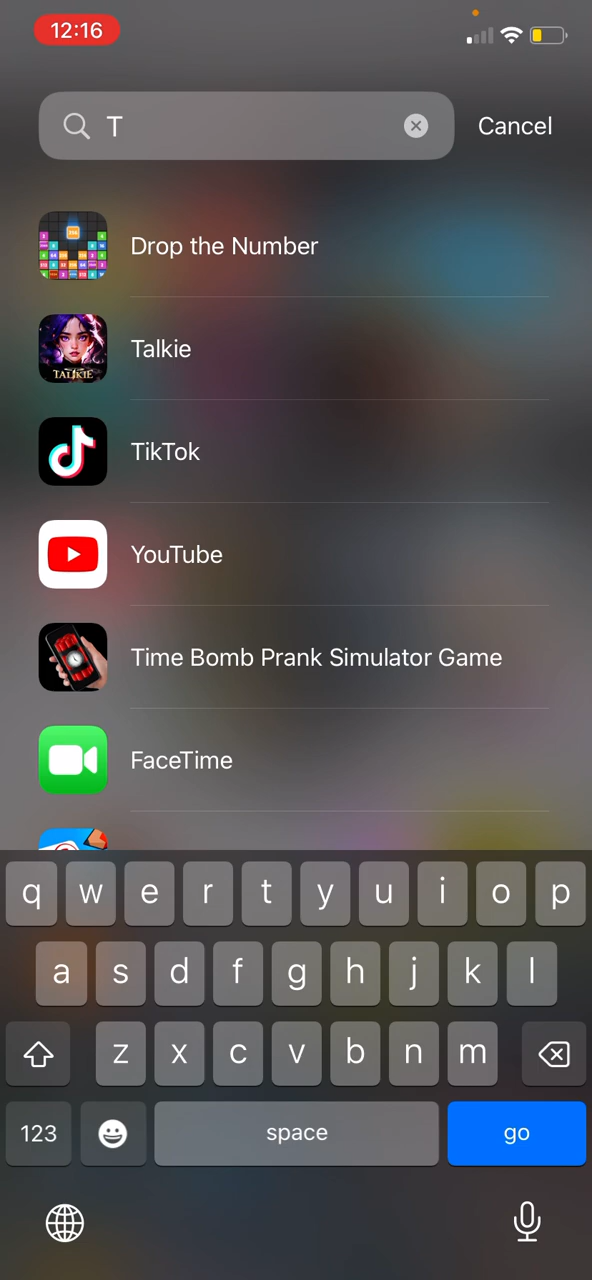 12:16
T
Cancel
Drop the Number
TALKIE
Talkie
TikTok
YouTube
Time Bomb Prank Simulator Game
FaceTime
q w e r t y u i o p
a s d f g h j k l
z x c v b n m
123 space go